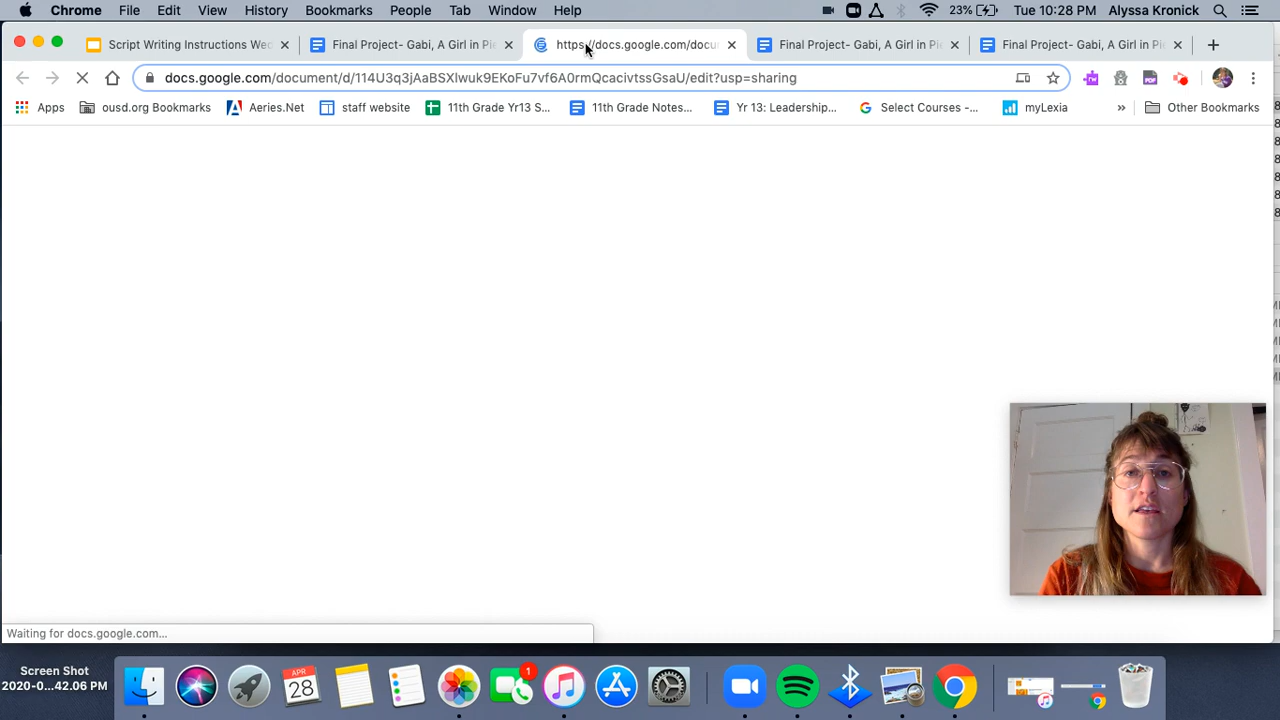 Chrome File Edit View History Bookmarks People Tab Window Help 23% Tue 10:28 PM Alyssa Kronick
Script Writing Instructions Wed Final Project- Gabi, A Girl in Pie https://docs.google.com/docu Final Project- Gabi, A Girl in Pi Final Project- Gabi, A Girl in Pie
docs.google.com/document/d/114U3q3jAaBSXlwuk9EKoFu7vf6A0rmQcacivtssGsaU/edit?usp=sharing
Apps ousd.org Bookmarks Aeries.Net staff website 11th Grade Yr13 S... 11th Grade Notes... Yr 13: Leadership... Select Courses -... myLexia » Other Bookmarks
Waiting for docs.google.com...
Screen Shot
2020-0...42.06 PM
APR
28
1